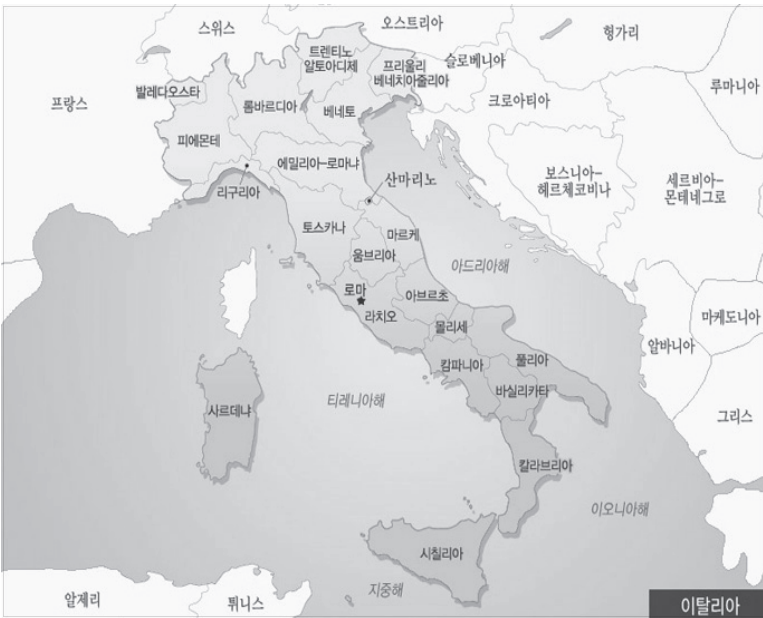 스위스
오스트리아
헝가리
트렌티노
알토아디제
프리울리
베네치아줄리아
슬로베니아
루마니아
프랑스
발레다오스타
롬바르디아
베네토
크로아티아
피에몬테
에밀리아-로마냐
산마리노
보스니아-
헤르체코비나
세르비아-
몬테네그로
리구리아
토스카나
마르케
움브리아
아드리아해
로마
아브르초
라치오
몰리세
마케도니아
알바니아
캄파니아
풀리아
바실리카타
사르데냐
티레니아해
그리스
칼라브리아
이오니아해
시칠리아
지중해
알제리
튀니스
이탈리아